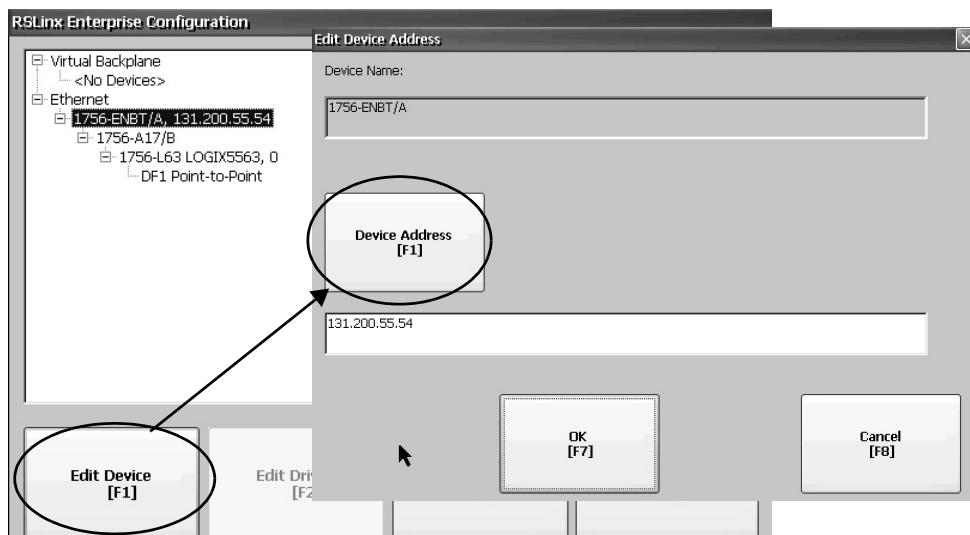 RSLinx Enterprise Configuration
Virtual Backplane
<No Devices>
Ethernet
1756-ENBT/A, 131.200.55.54
1756-A17/B
1756-L63 LOGIX5563, 0
DF1 Point-to-Point
Edit Device
[F1]
Edit Dri
[F2
Edit Device Address
Device Name:
1756-ENBT/A
Device Address
[F1]
131.200.55.54
OK
[F7]
Cancel
[F8]